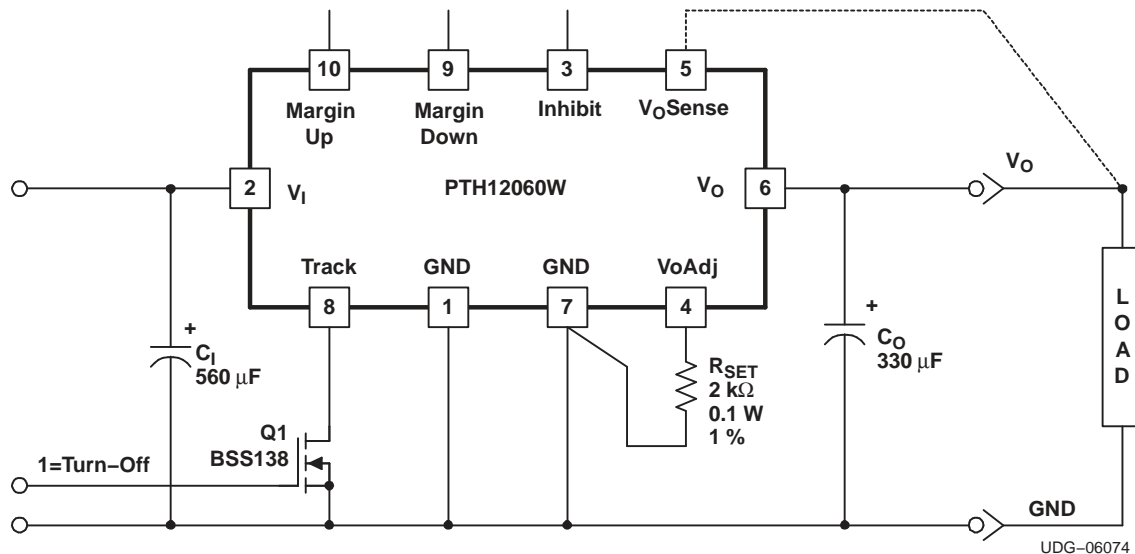 10
9
3
5
Margin
Up
Margin
Down
Inhibit
VOSense
VO
2
VI
PTH12060W
VO
6
Track
GND
GND
VoAdj
8
1
7
4
+
CI
560 μF
RSET
2 kΩ
0.1 W
1 %
+
CO
330 μF
L
O
A
D
Q1
BSS138
1=Turn−Off
GND
UDG−06074